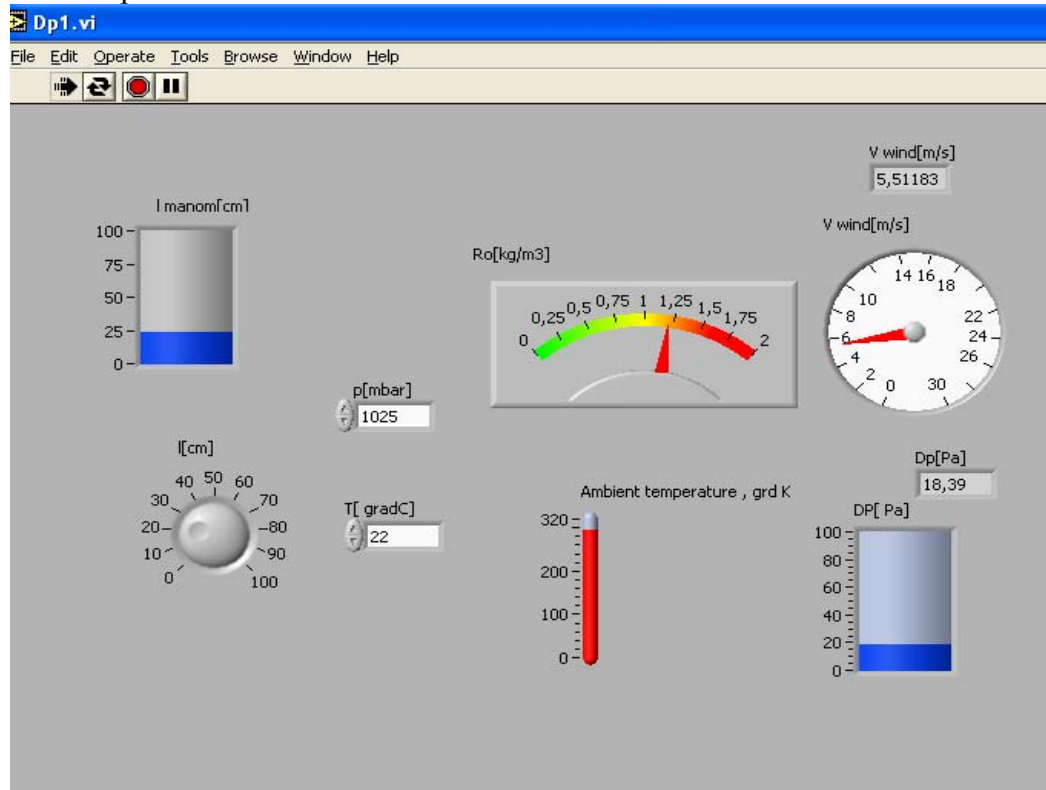 Dp1.vi
File Edit Operate Tools Browse Window Help
V wind[m/s]
5,51183
l manom[cm]
100
75
50
25
0
Ro[kg/m3]
0 0,25 0,5 0,75 1 1,25 1,5 1,75 2
V wind[m/s]
0 2 4 6 8 10 14 16 18 22 24 26 30
p[mbar]
1025
l[cm]
0 10 20 30 40 50 60 70 80 90 100
T[ gradC]
22
Ambient temperature , grd K
320
200
100
0
Dp[Pa]
18,39
DP[ Pa]
100
80
60
40
20
0